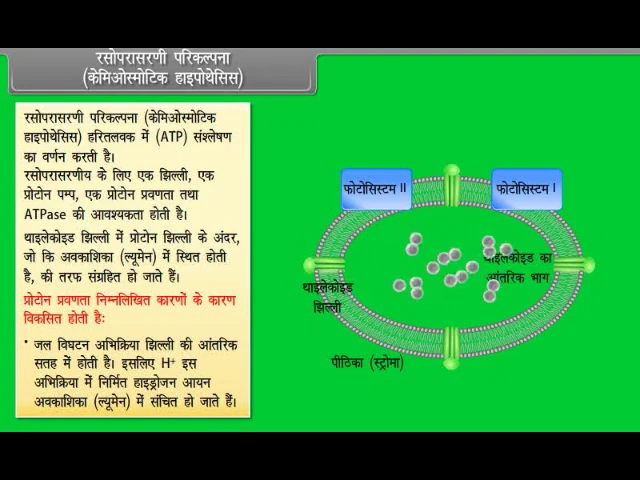 रसोपरासरणी परिकल्पना
(केमिओस्मोटिक हाइपोथेसिस)
रसोपरासरणी परिकल्पना (केमिओस्मोटिक
हाइपोथेसिस) हरितलवक में (ATP) संश्लेषण
का वर्णन करती है।
रसोपरासरणीय के लिए एक झिल्ली, एक
प्रोटोन पम्प, एक प्रोटोन प्रवणता तथा
ATPase की आवश्यकता होती है।
थाइलेकोइड झिल्ली में प्रोटोन झिल्ली के अंदर,
जो कि अवकाशिका (ल्यूमेन) में स्थित होती
है, की तरफ संग्रहित हो जाते हैं।
प्रोटोन प्रवणता निम्नलिखित कारणों के कारण
विकसित होती है:
• जल विघटन अभिक्रिया झिल्ली की आंतरिक
सतह में होती है। इसलिए H⁺ इस
अभिक्रिया में निर्मित हाइड्रोजन आयन
अवकाशिका (ल्यूमेन) में संचित हो जाते हैं।
फोटोसिस्टम II
फोटोसिस्टम I
थाइलेकोइड का
आंतरिक भाग
थाइलेकोइड
झिल्ली
पीठिका (स्ट्रोमा)